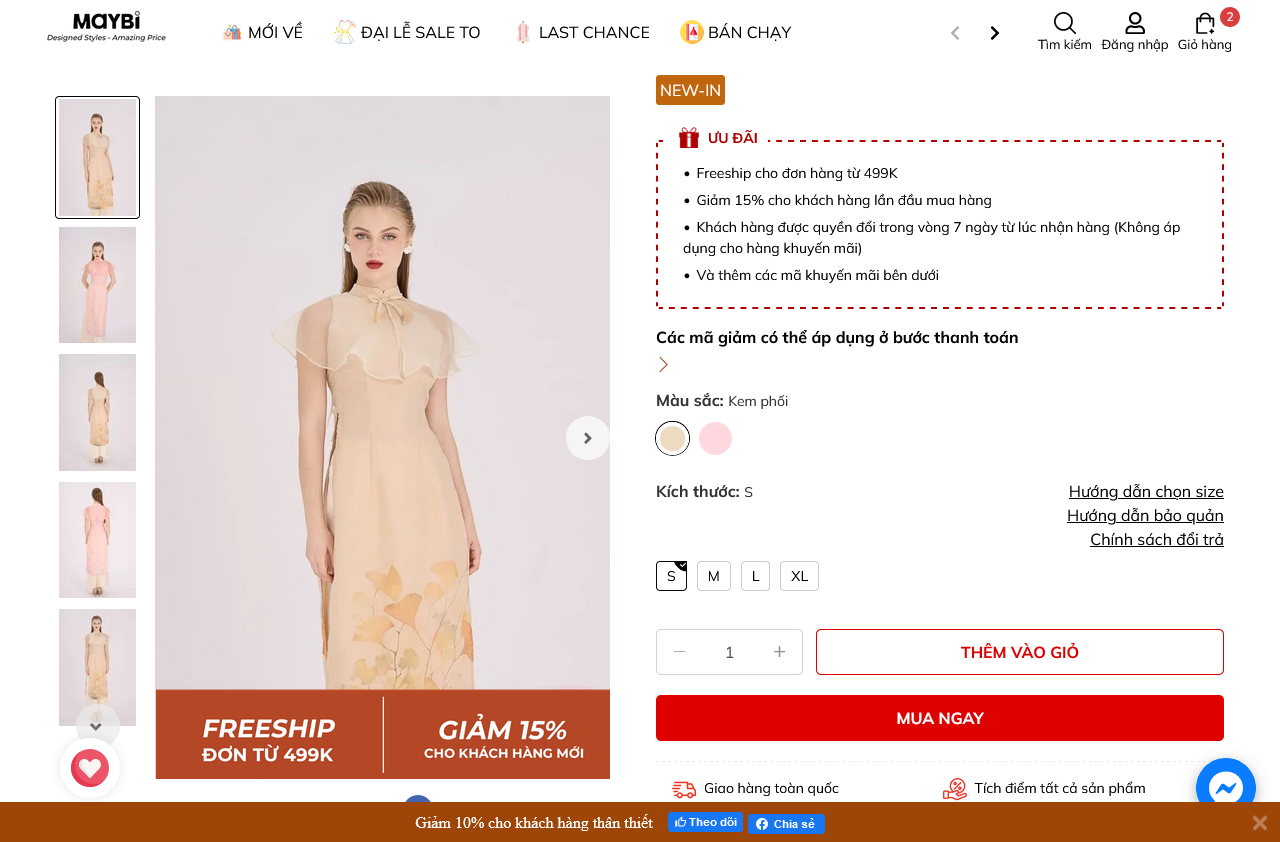 MAYBI
Designed Styles - Amazing Price
MỚI VỀ
ĐẠI LỄ SALE TO
LAST CHANCE
BÁN CHẠY
Tìm kiếm
Đăng nhập
2
Giỏ hàng
NEW-IN
ƯU ĐÃI
• Freeship cho đơn hàng từ 499K
• Giảm 15% cho khách hàng lần đầu mua hàng
• Khách hàng được quyền đổi trong vòng 7 ngày từ lúc nhận hàng (Không áp
dụng cho hàng khuyến mãi)
• Và thêm các mã khuyến mãi bên dưới
Các mã giảm có thể áp dụng ở bước thanh toán
Màu sắc: Kem phối
Kích thước: S
Hướng dẫn chọn size
Hướng dẫn bảo quản
Chính sách đổi trả
S
M
L
XL
1
THÊM VÀO GIỎ
MUA NGAY
FREESHIP
ĐƠN TỪ 499K
GIẢM 15%
CHO KHÁCH HÀNG MỚI
Giao hàng toàn quốc
Tích điểm tất cả sản phẩm
Giảm 10% cho khách hàng thân thiết
Theo dõi
Chia sẻ